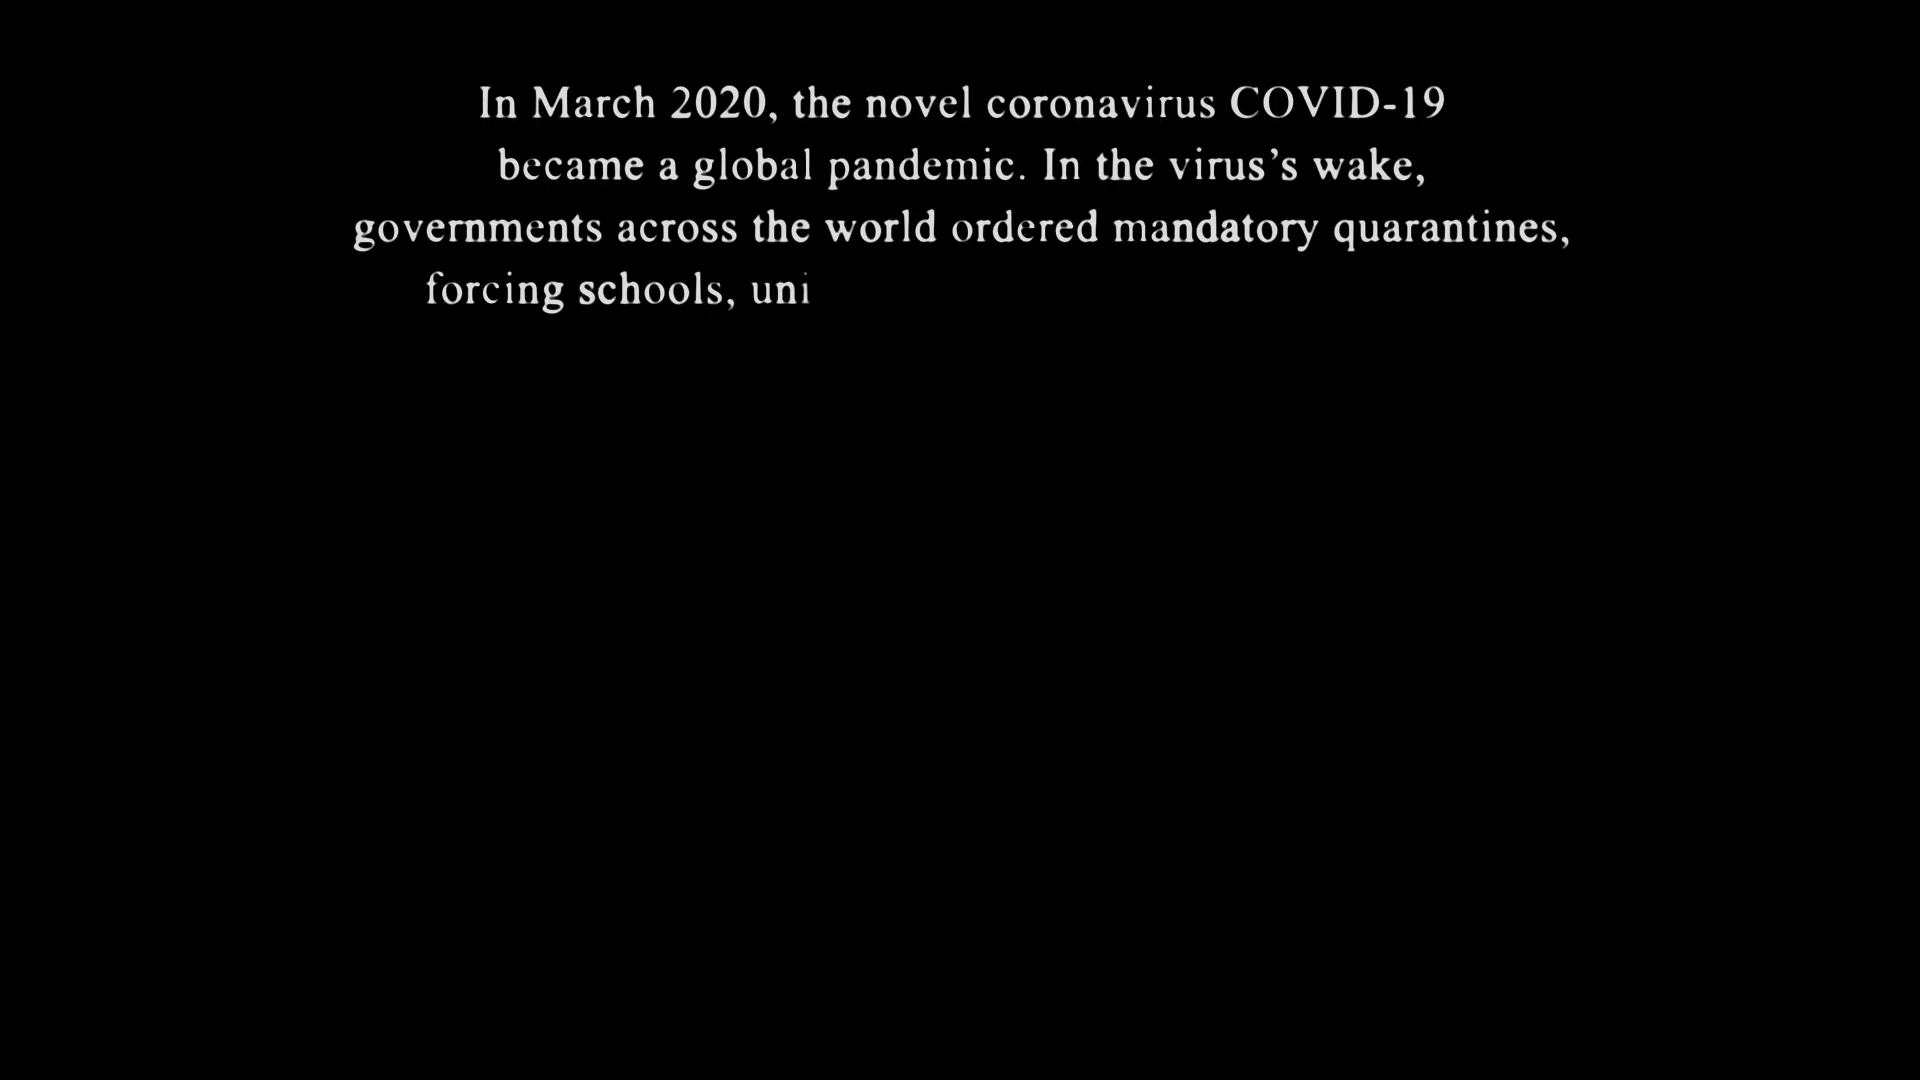 In March 2020, the novel coronavirus COVID-19
became a global pandemic. In the virus’s wake,
governments across the world ordered mandatory quarantines,
forcing schools, uni